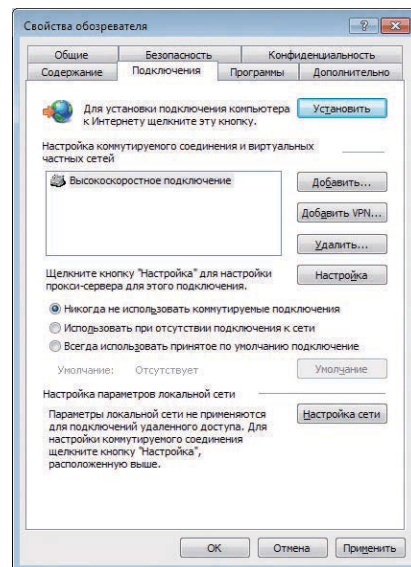 Свойства обозревателя
Общие
Безопасность
Конфиденциальность
Содержание
Подключения
Программы
Дополнительно
Для установки подключения компьютера
к Интернету щелкните эту кнопку.
Установить
Настройка коммутируемого соединения и виртуальных
частных сетей
Высокоскоростное подключение
Добавить...
Добавить VPN...
Удалить...
Щелкните кнопку "Настройка" для настройки
прокси-сервера для этого подключения.
Настройка
Никогда не использовать коммутируемые подключения
Использовать при отсутствии подключения к сети
Всегда использовать принятое по умолчанию подключение
Умолчание:
Отсутствует
Умолчание
Настройка параметров локальной сети
Параметры локальной сети не применяются
для подключений удаленного доступа. Для
настройки коммутируемого соединения
щелкните кнопку "Настройка",
расположенную выше.
Настройка сети
ОК
Отмена
Применить